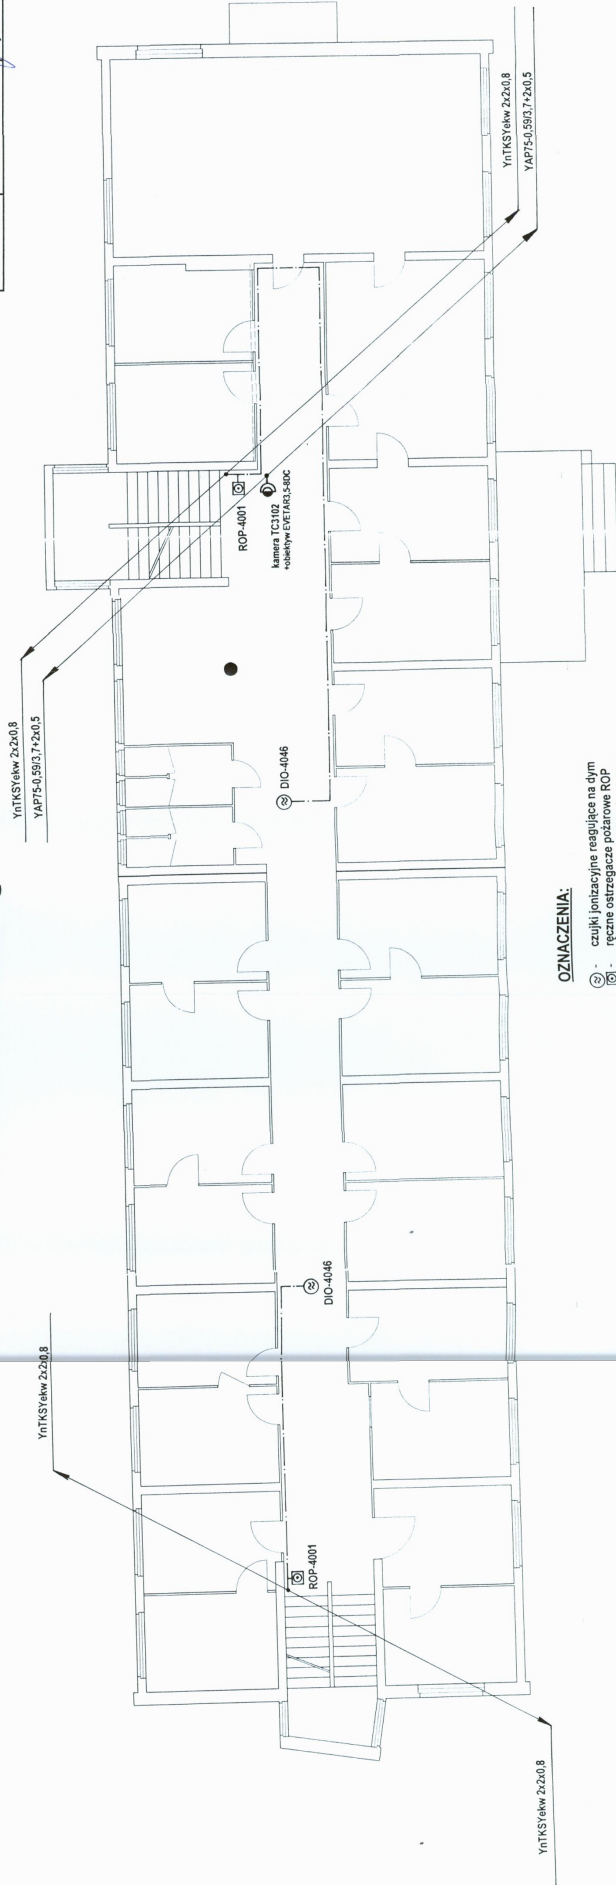 YnTKSYekw 2x2x0,8
YAP75-0,59/3,7+2x0,5
YnTKSYekw 2x2x0,8
YAP75-0,59/3,7+2x0,5
ROP-4001
kamera TC3102
+obiektyw EVETAR3,5-8DC
DIO-4046
DIO-4046
YnTKSYekw 2x2x0,8
ROP-4001
YnTKSYekw 2x2x0,8
OZNACZENIA:
- czujki jonizacyjne reagujące na dym
- ręczne ostrzegacze pożarowe ROP